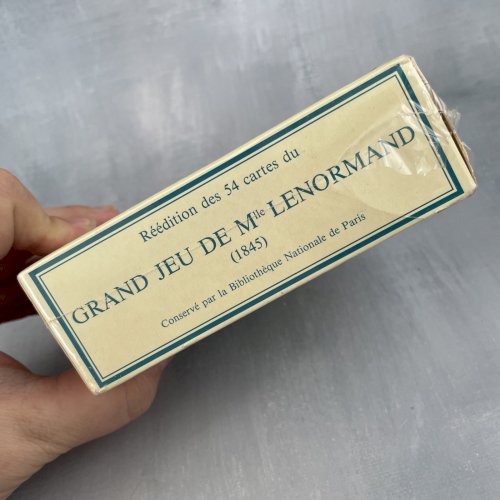 Réédition des 54 cartes du
GRAND JEU DE Mlle LENORMAND
(1845)
Conservé par la Bibliothèque Nationale de Paris